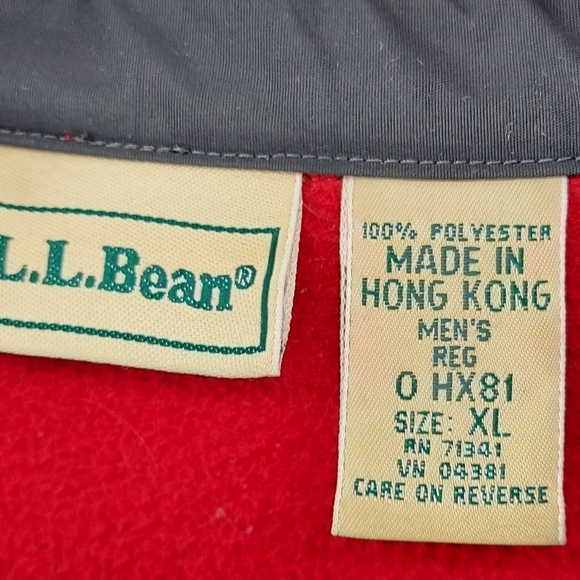 L.L.Bean®
100% POLYESTER
MADE IN
HONG KONG
MEN'S
REG
0 HX81
SIZE: XL
RN 71341
VN 04381
CARE ON REVERSE